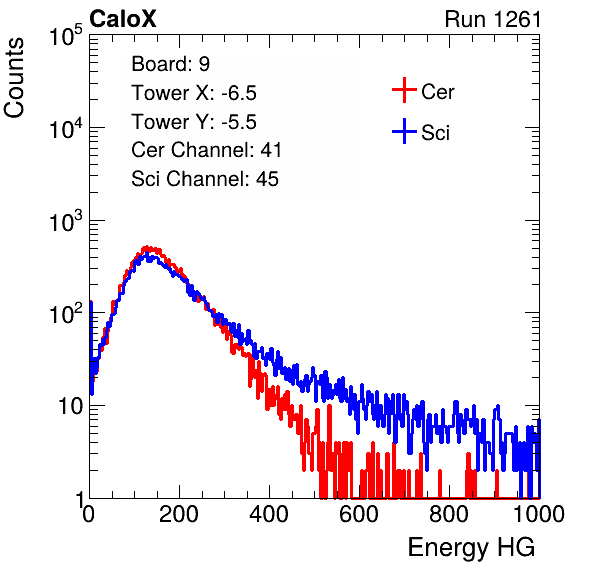 CaloX Run 1261
Counts
10^5
10^4
10^3
10^2
10
1
Board: 9
Tower X: -6.5
Tower Y: -5.5
Cer Channel: 41
Sci Channel: 45
Cer
Sci
0 200 400 600 800 1000
Energy HG